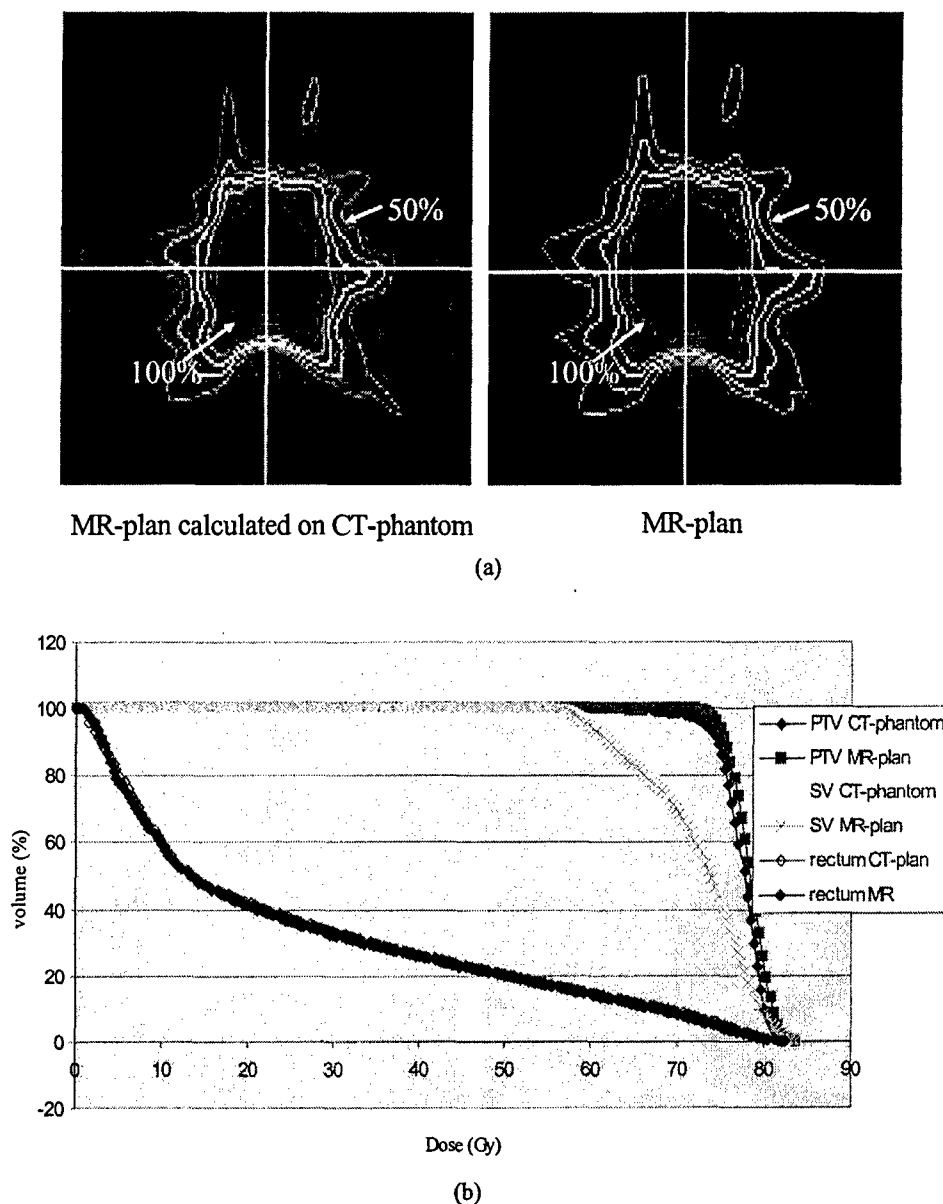 50%
50%
100%
100%
MR-plan calculated on CT-phantom
MR-plan
(a)
120
100
80
60
40
20
0
-20
volume (%)
0 10 20 30 40 50 60 70 80 90
Dose (Gy)
PTV CT-phantom
PTV MR-plan
SV CT-phantom
SV MR-plan
rectum CT-plan
rectum MR
(b)